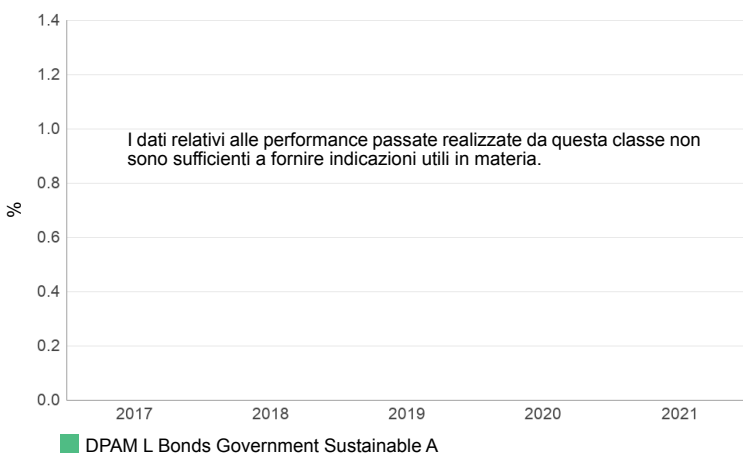 1.4
1.2
1.0
I dati relativi alle performance passate realizzate da questa classe non
sono sufficienti a fornire indicazioni utili in materia.
0.8
%
0.6
0.4
0.2
0.0
2017 2018 2019 2020 2021
DPAM L Bonds Government Sustainable A